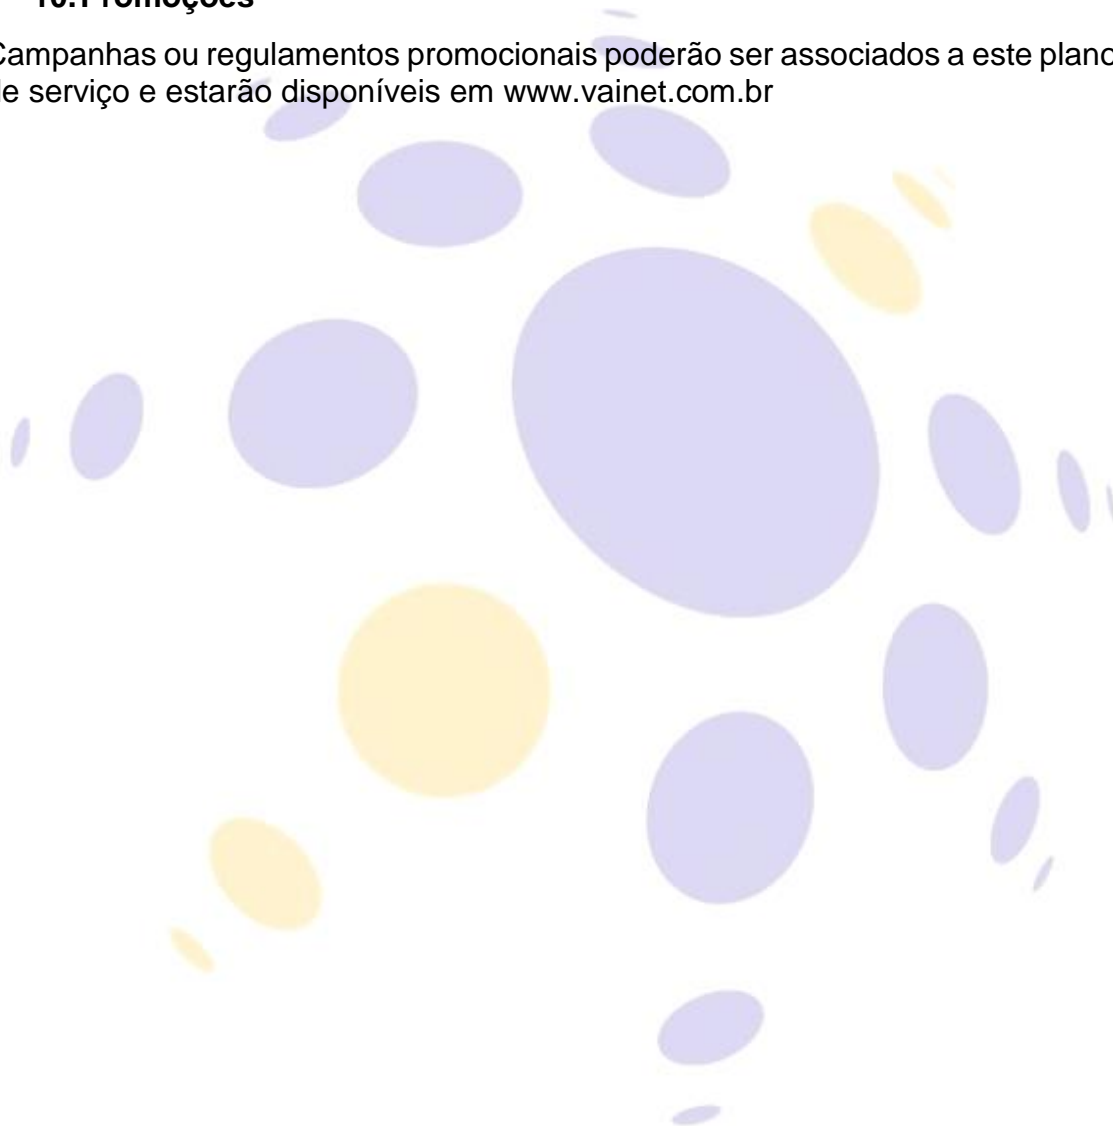 10.Promoções
Campanhas ou regulamentos promocionais poderão ser associados a este plano
de serviço e estarão disponíveis em www.vainet.com.br